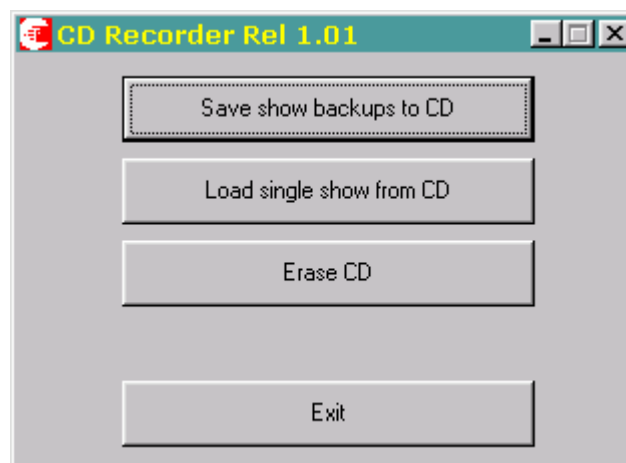 CD Recorder Rel 1.01
Save show backups to CD
Load single show from CD
Erase CD
Exit